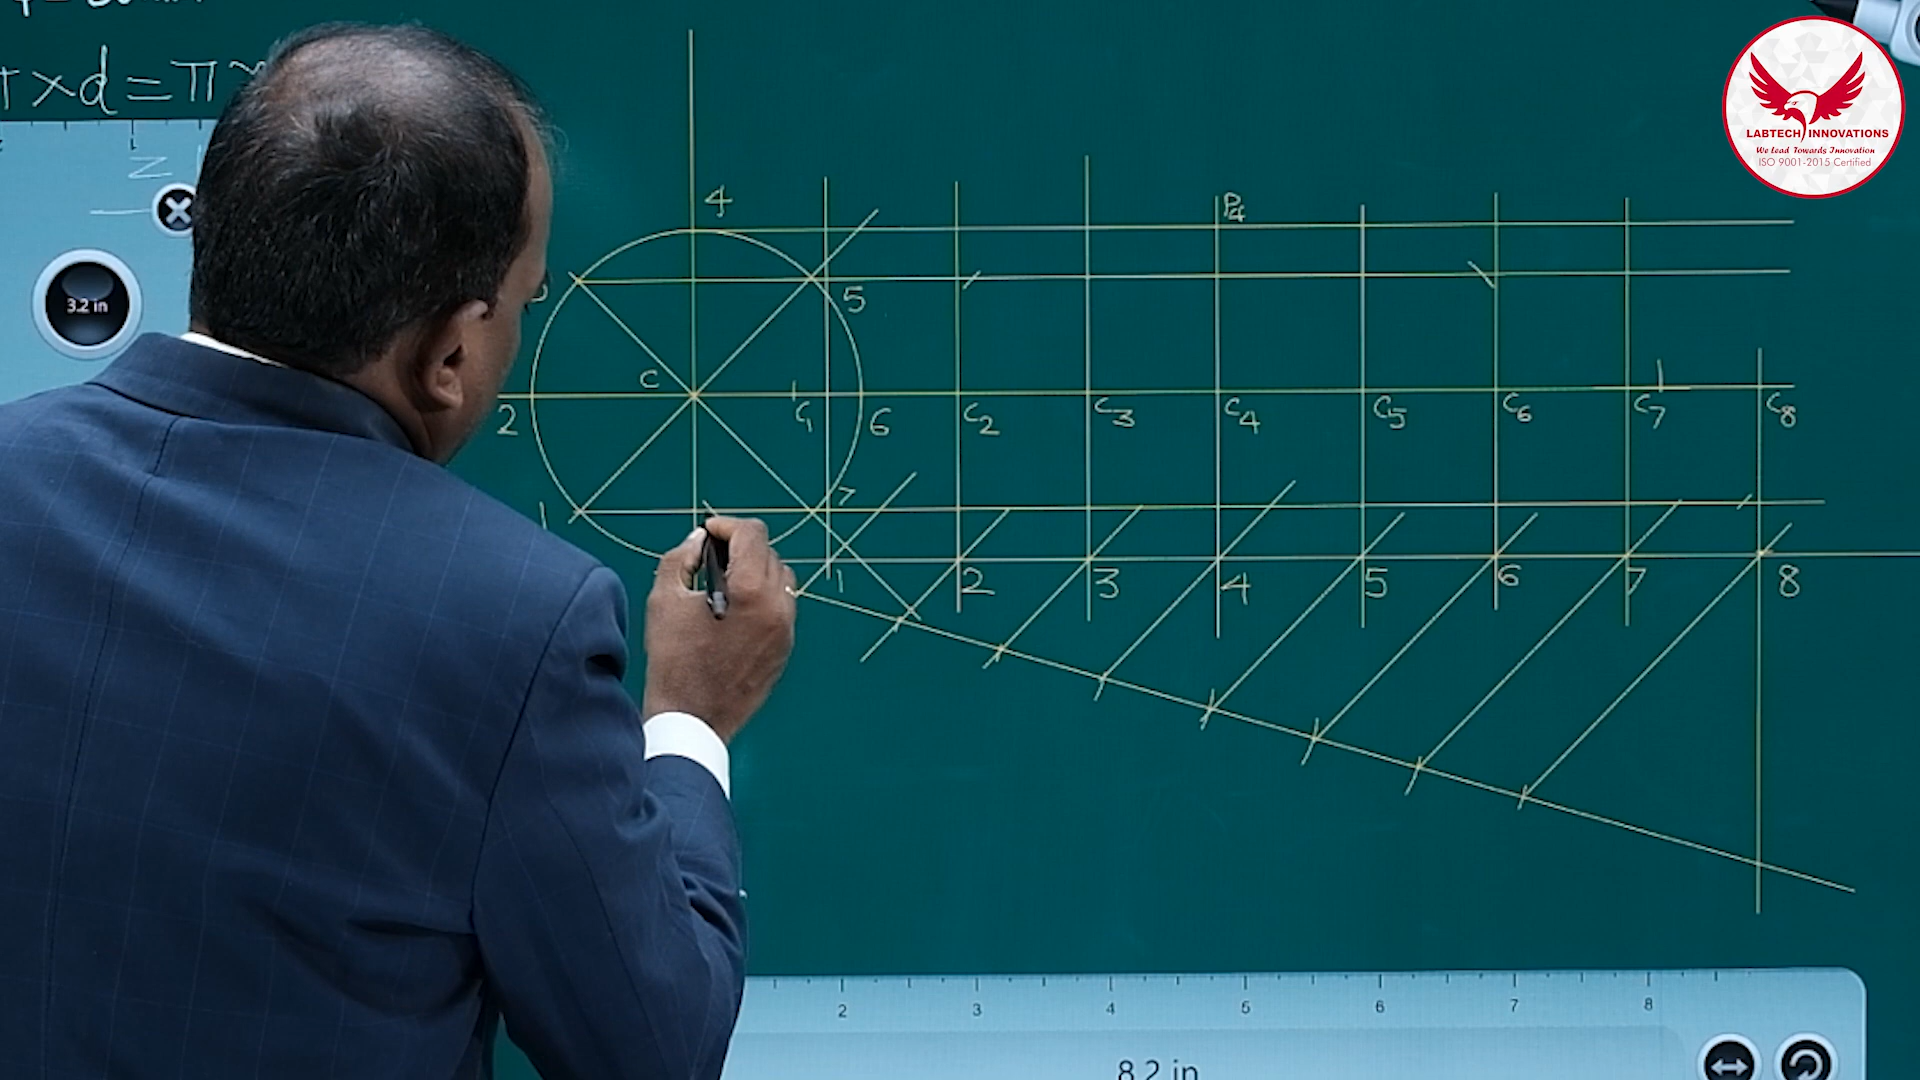 ×d=π
LABTECH INNOVATIONS
We Lead Towards Innovation
ISO 9001-2015 Certified
1
3.2 in
4
P4
5
C
2
C1
6
C2
C3
C4
C5
C6
C7
C8
7
1
1
2
3
4
5
6
7
8
2
3
4
5
6
7
8
8.2 in